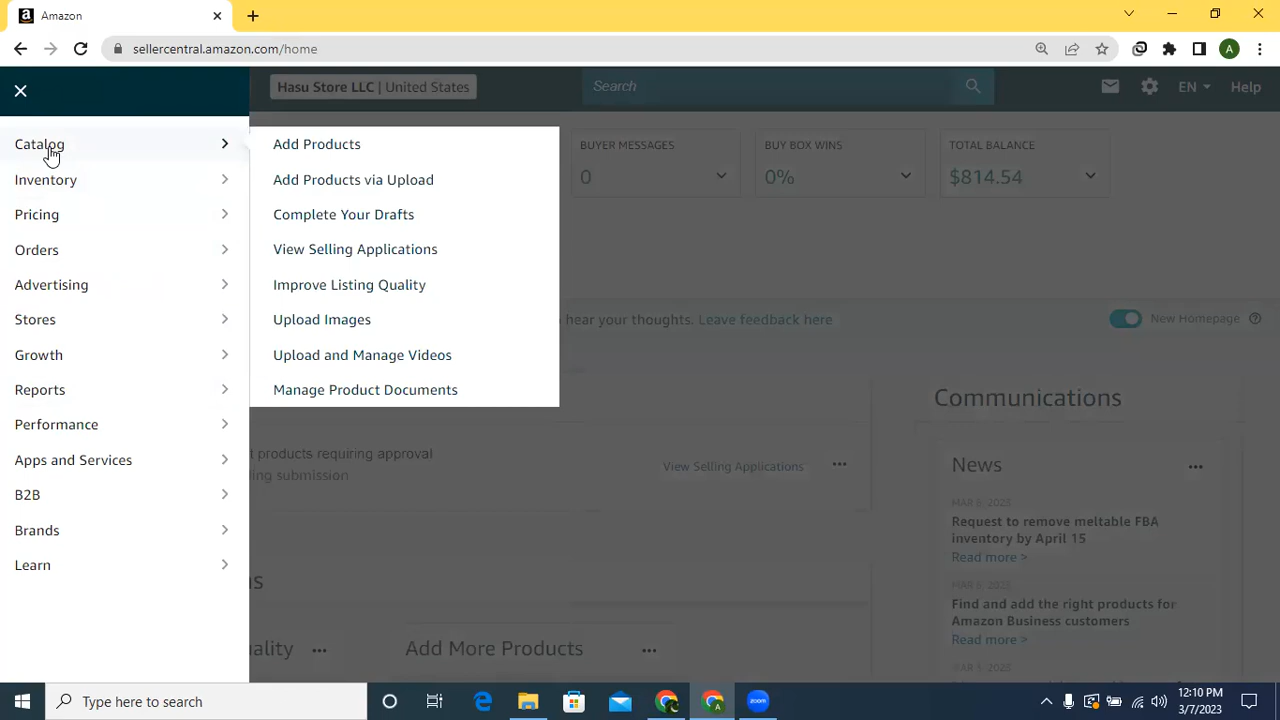 Amazon
sellercentral.amazon.com/home
A
Hasu Store LLC | United States
Search
EN
Help
Catalog
Inventory
Pricing
Orders
Advertising
Stores
Growth
Reports
Performance
Apps and Services
B2B
Brands
Learn
Add Products
Add Products via Upload
Complete Your Drafts
View Selling Applications
Improve Listing Quality
Upload Images
Upload and Manage Videos
Manage Product Documents
BUYER MESSAGES
0
BUY BOX WINS
0%
TOTAL BALANCE
$814.54
hear your thoughts. Leave feedback here
New Homepage
products requiring approval
submission
View Selling Applications
Add More Products
Communications
News
Request to remove meltable FBA
inventory by April 15
Read more >
Find and add the right products for
Amazon Business customers
Read more >
Type here to search
zoom
12:10 PM
3/7/2023